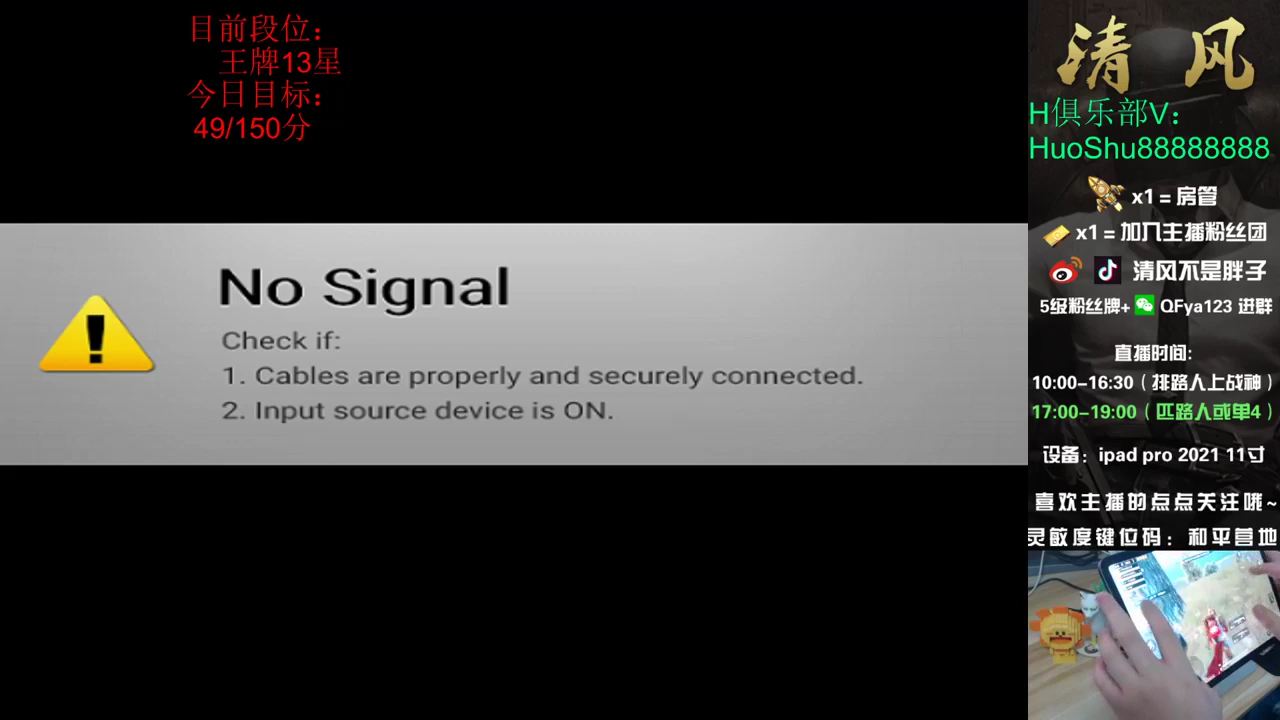 目前段位：
王牌13星
今日目标：
49/150分
No Signal
Check if:
1. Cables are properly and securely connected.
2. Input source device is ON.
清 风
H俱乐部V：
HuoShu88888888
x1 = 房管
x1 = 加入主播粉丝团
清风不是胖子
5级粉丝牌+ QFya123 进群
直播时间:
10:00-16:30（排路人上战神）
17:00-19:00（匹路人或单4）
设备：ipad pro 2021 11寸
喜欢主播的点点关注哦~
灵敏度键位码：和平营地